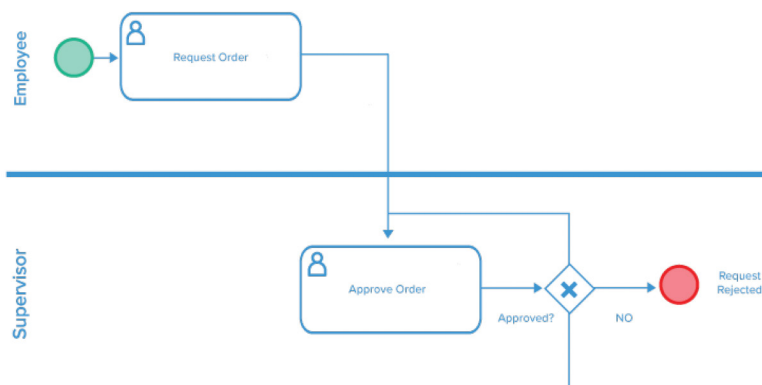 Employee
Request Order
Supervisor
Approve Order
Approved?
NO
Request
Rejected